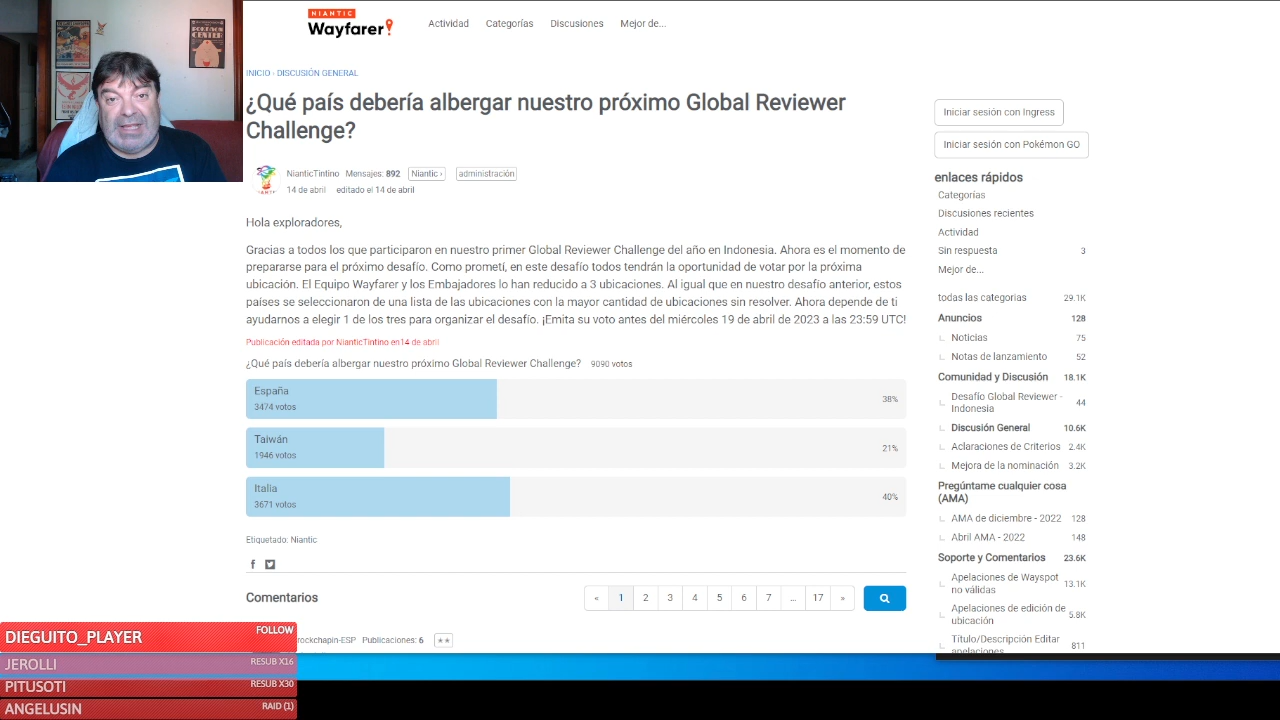 NIANTIC
Wayfarer
Actividad
Categorías
Discusiones
Mejor de...
INICIO › DISCUSIÓN GENERAL
¿Qué país debería albergar nuestro próximo Global Reviewer
Challenge?
NianticTintino Mensajes: 892 Niantic › administración
14 de abril editado el 14 de abril
Hola exploradores,
Gracias a todos los que participaron en nuestro primer Global Reviewer Challenge del año en Indonesia. Ahora es el momento de
prepararse para el próximo desafío. Como prometí, en este desafío todos tendrán la oportunidad de votar por la próxima
ubicación. El Equipo Wayfarer y los Embajadores lo han reducido a 3 ubicaciones. Al igual que en nuestro desafío anterior, estos
países se seleccionaron de una lista de las ubicaciones con la mayor cantidad de ubicaciones sin resolver. Ahora depende de ti
ayudarnos a elegir 1 de los tres para organizar el desafío. ¡Emita su voto antes del miércoles 19 de abril de 2023 a las 23:59 UTC!
Publicación editada por NianticTintino en14 de abril
¿Qué país debería albergar nuestro próximo Global Reviewer Challenge? 9090 votos
España
3474 votos
38%
Taiwán
1946 votos
21%
Italia
3671 votos
40%
Etiquetado: Niantic
Comentarios
« 1 2 3 4 5 6 7 ... 17 »
rockchapin-ESP Publicaciones: 6 ★★
Iniciar sesión con Ingress
Iniciar sesión con Pokémon GO
enlaces rápidos
Categorías
Discusiones recientes
Actividad
Sin respuesta 3
Mejor de...
todas las categorias 29.1K
Anuncios 128
Noticias 75
Notas de lanzamiento 52
Comunidad y Discusión 18.1K
Desafío Global Reviewer -
Indonesia 44
Discusión General 10.6K
Aclaraciones de Criterios 2.4K
Mejora de la nominación 3.2K
Pregúntame cualquier cosa
(AMA)
AMA de diciembre - 2022 128
Abril AMA - 2022 148
Soporte y Comentarios 23.6K
Apelaciones de Wayspot
no válidas 13.1K
Apelaciones de edición de
ubicación 5.8K
Título/Descripción Editar
apelaciones 811
DIEGUITO_PLAYER FOLLOW
JEROLLI RESUB X16
PITUSOTI RESUB X30
ANGELUSIN RAID (1)